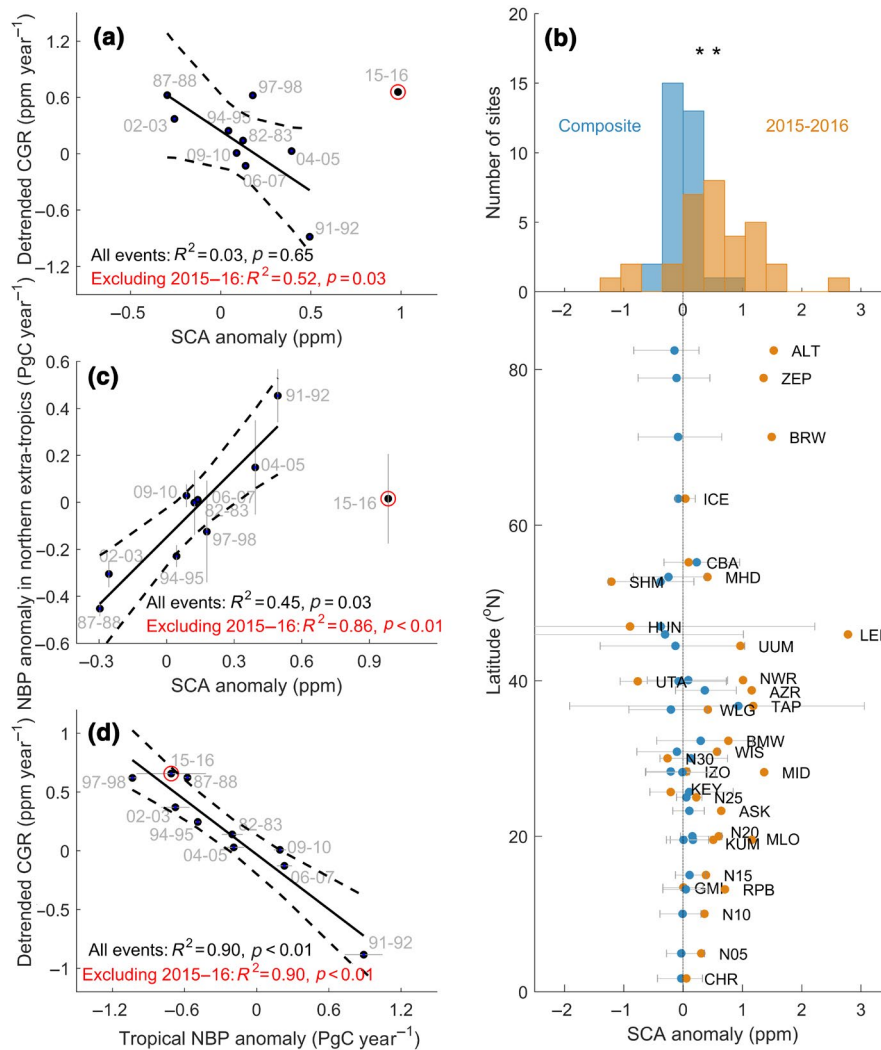 (a)
Detrended CGR (ppm year−1)
1.2
0.6
0
−0.6
−1.2
87-88
97-98
15-16
02-03
94-95
82-83
09-10
04-05
06-07
91-92
All events: R2=0.03, p=0.65
Excluding 2015−16: R2=0.52, p=0.03
−0.5
0
0.5
1
SCA anomaly (ppm)
(b)
Number of sites
20
15
10
5
0
* *
Composite
2015-2016
−2
−1
0
1
2
3
Latitude (°N)
80
60
40
20
0
ALT
ZEP
BRW
ICE
CBA
MHD
SHM
HUN
LEF
UUM
NWR
UTA
AZR
TAP
WLG
BMW
WIS
N30
IZO
MID
KEY
N25
ASK
N20
MLO
KUM
N15
GMI
RPB
N10
N05
CHR
−2
−1
0
1
2
3
SCA anomaly (ppm)
(c)
NBP anomaly in northern extra-tropics (PgC year−1)
0.6
0.4
0.2
0
−0.2
−0.4
−0.6
91-92
04-05
09-10
06-07
15-16
82-83
97-98
02-03
94-95
87-88
All events: R2=0.45, p=0.03
Excluding 2015−16: R2=0.86, p<0.01
−0.3
0
0.3
0.6
0.9
1.2
SCA anomaly (ppm)
(d)
Detrended CGR (ppm year−1)
1
0.5
0
−0.5
−1
15-16
97-98
87-88
02-03
94-95
82-83
04-05
09-10
06-07
91-92
All events: R2=0.90, p<0.01
Excluding 2015−16: R2=0.90, p<0.01
−1.2
−0.6
0
0.6
1.2
Tropical NBP anomaly (PgC year−1)